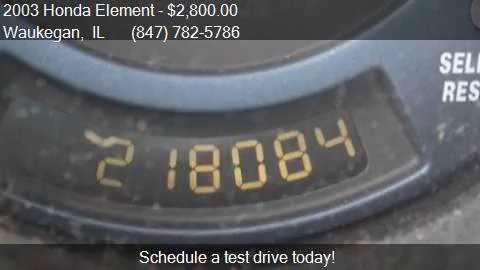 2003 Honda Element - $2,800.00
Waukegan, IL (847) 782-5786
SEL
RES
218084
Schedule a test drive today!